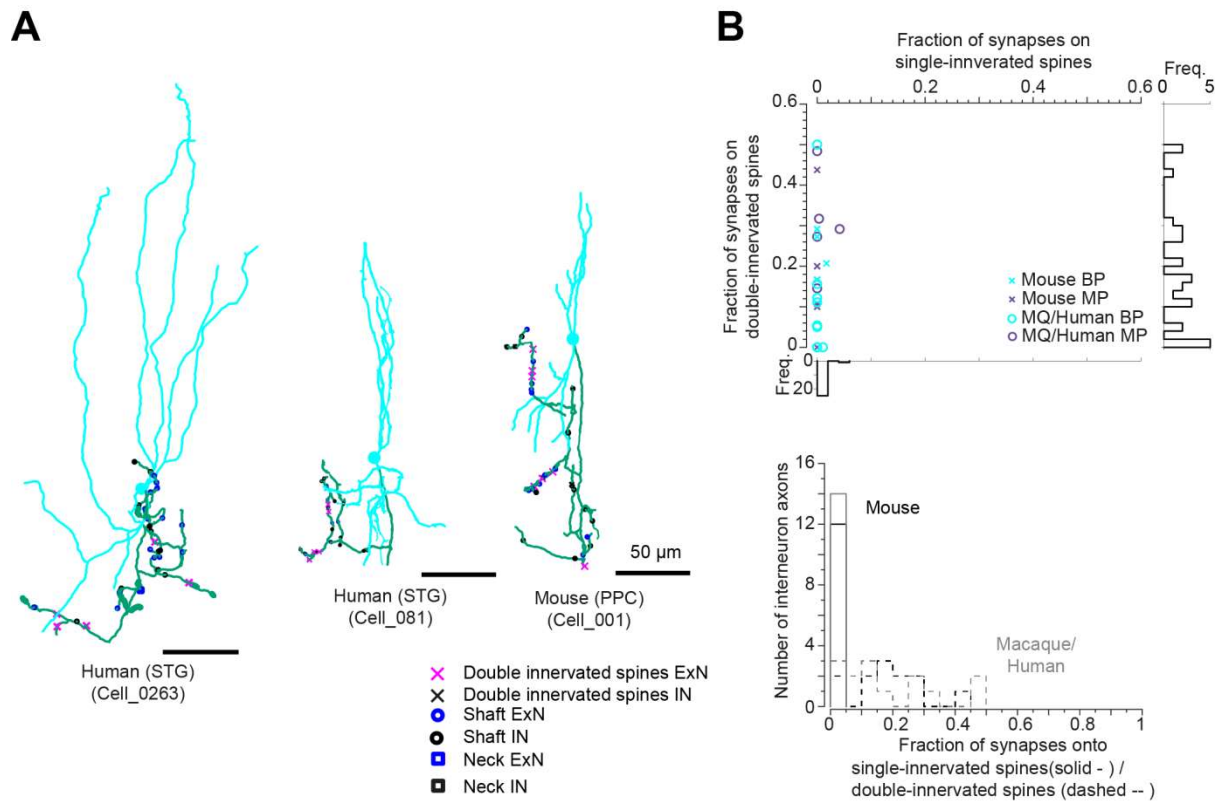 A
Human (STG)
(Cell_0263)
Human (STG)
(Cell_081)
50 µm
Mouse (PPC)
(Cell_001)
Double innervated spines ExN
Double innervated spines IN
Shaft ExN
Shaft IN
Neck ExN
Neck IN
B
Fraction of synapses on
single-innverated spines
Freq.
0 0.2 0.4 0.6
0 5
Fraction of synapses on
double-innervated spines
0.6
0.4
0.2
0
Mouse BP
Mouse MP
MQ/Human BP
MQ/Human MP
Freq.
0
20
Number of interneuron axons
16
12
8
4
0
Mouse
Macaque/
Human
0 0.2 0.4 0.6 0.8 1
Fraction of synapses onto
single-innervated spines(solid - ) /
double-innervated spines (dashed -- )